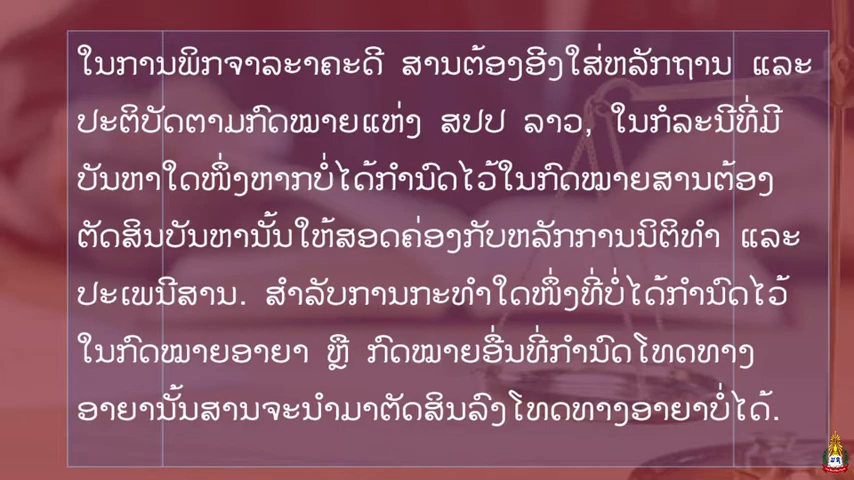 ໃນການພິກຈາລະາຄະດີ ສານຕ້ອງອີງໃສ່ຫລັກຖານ ແລະ
ປະຕິບັດຕາມກົດໝາຍແຫ່ງ ສປປ ລາວ, ໃນກໍລະນີທີ່ມີ
ບັນຫາໃດໜຶ່ງຫາກບໍ່ໄດ້ກຳນົດໄວ້ໃນກົດໝາຍສານຕ້ອງ
ຕັດສິນບັນຫານັ້ນໃຫ້ສອດຄ່ອງກັບຫລັກການນິຕິທຳ ແລະ
ປະເພນີສານ. ສຳລັບການກະທຳໃດໜຶ່ງທີ່ບໍ່ໄດ້ກຳນົດໄວ້
ໃນກົດໝາຍອາຍາ ຫຼື ກົດໝາຍອື່ນທີ່ກຳນົດໂທດທາງ
ອາຍານັ້ນສານຈະນຳມາຕັດສິນລົງໂທດທາງອາຍາບໍ່ໄດ້.